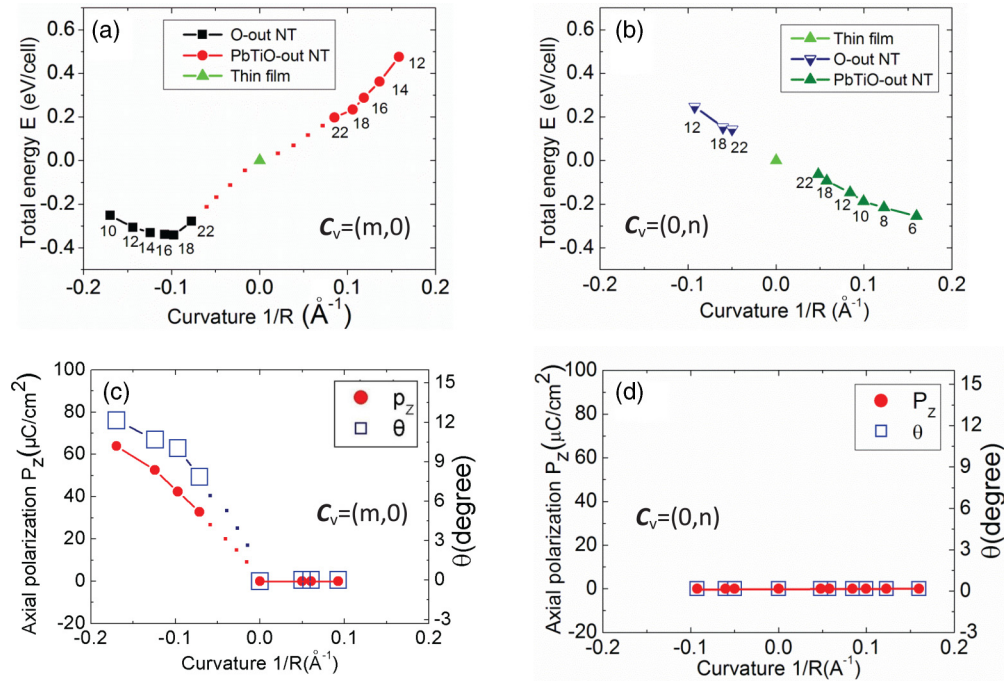 (a)
O-out NT
PbTiO-out NT
Thin film
Total energy E (eV/cell)
0.6
0.4
0.2
0.0
-0.2
-0.4
12
14
16
18
22
10
12
14
16
18
22
Cv=(m,0)
-0.2 -0.1 0.0 0.1 0.2
Curvature 1/R (Å-1)
(b)
Thin film
O-out NT
PbTiO-out NT
Total energy E (eV/cell)
0.6
0.4
0.2
0.0
-0.2
-0.4
12
18
22
22
18
12
10
8
6
Cv=(0,n)
-0.2 -0.1 0.0 0.1 0.2
Curvature 1/R (Å-1)
(c)
Pz
θ
Axial polarization Pz(μC/cm2)
100
80
60
40
20
0
-20
15
12
9
6
3
0
-3
θ(degree)
Cv=(m,0)
-0.2 -0.1 0.0 0.1 0.2
Curvature 1/R(Å-1)
(d)
Pz
θ
Axial polarization Pz(μC/cm2)
100
80
60
40
20
0
-20
15
12
9
6
3
0
-3
θ(degree)
Cv=(0,n)
-0.2 -0.1 0.0 0.1 0.2
Curvature 1/R(A-1)